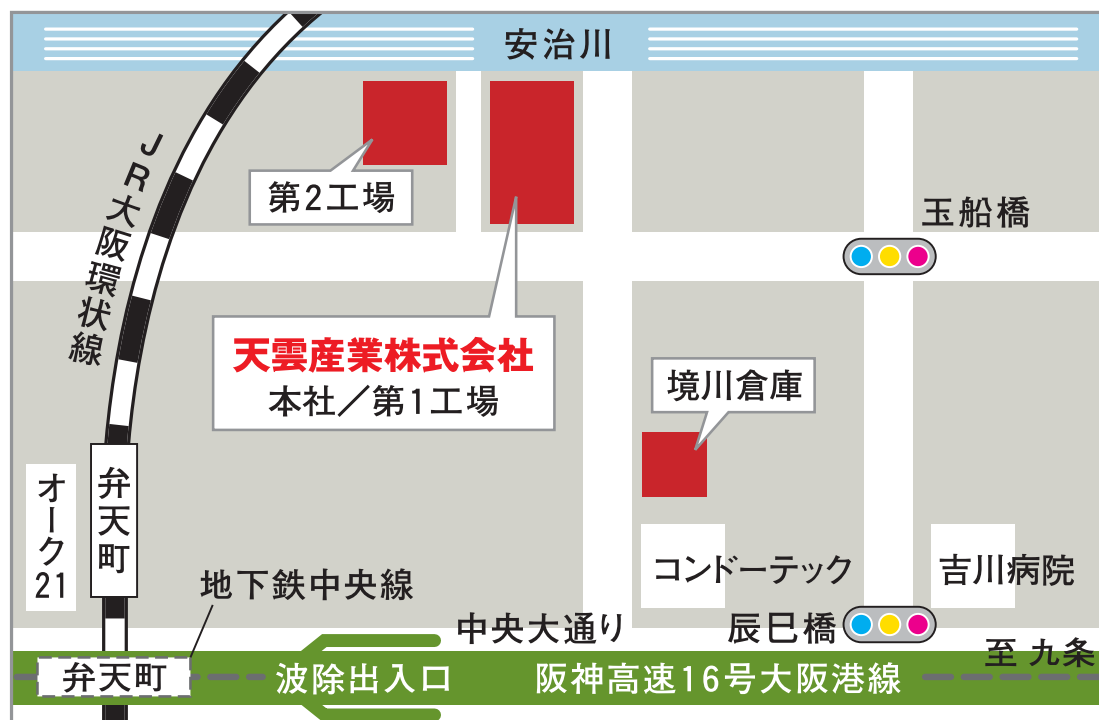 安治川
JR大阪環状線
第2工場
玉船橋
天雲産業株式会社
本社／第1工場
境川倉庫
オーク21
弁天町
コンドーテック
吉川病院
地下鉄中央線
中央大通り
辰巳橋
至 九条
弁天町
波除出入口
阪神高速16号大阪港線